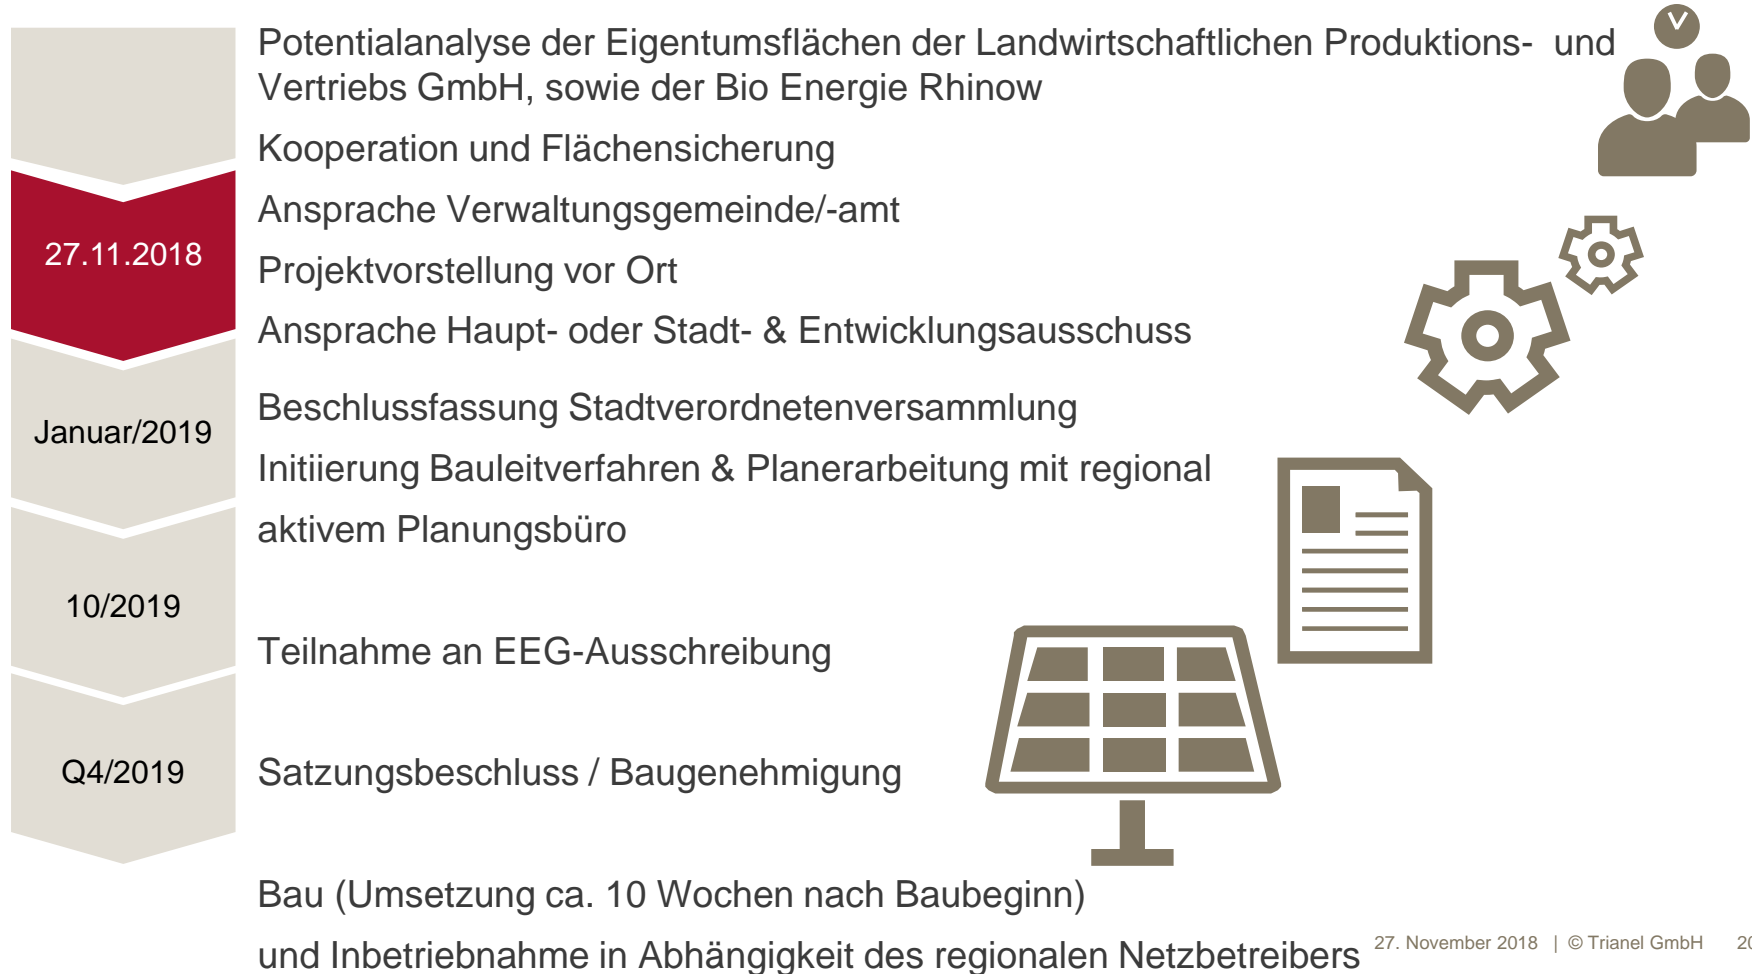 Potentialanalyse der Eigentumsflächen der Landwirtschaftlichen Produktions- und
Vertriebs GmbH, sowie der Bio Energie Rhinow
Kooperation und Flächensicherung
Ansprache Verwaltungsgemeinde/-amt
27.11.2018
Projektvorstellung vor Ort
Ansprache Haupt- oder Stadt- & Entwicklungsausschuss
Januar/2019
Beschlussfassung Stadtverordnetenversammlung
Initiierung Bauleitverfahren & Planerarbeitung mit regional
aktivem Planungsbüro
10/2019
Teilnahme an EEG-Ausschreibung
Q4/2019
Satzungsbeschluss / Baugenehmigung
Bau (Umsetzung ca. 10 Wochen nach Baubeginn)
und Inbetriebnahme in Abhängigkeit des regionalen Netzbetreibers
27. November 2018 | © Trianel GmbH 20